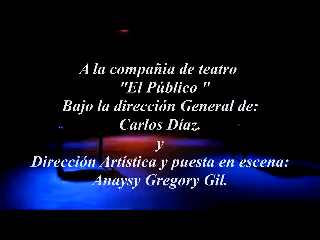 A la compañia de teatro
"El Público "
Bajo la dirección General de:
Carlos Díaz.
y
Dirección Artística y puesta en escena:
Anaysy Gregory Gil.